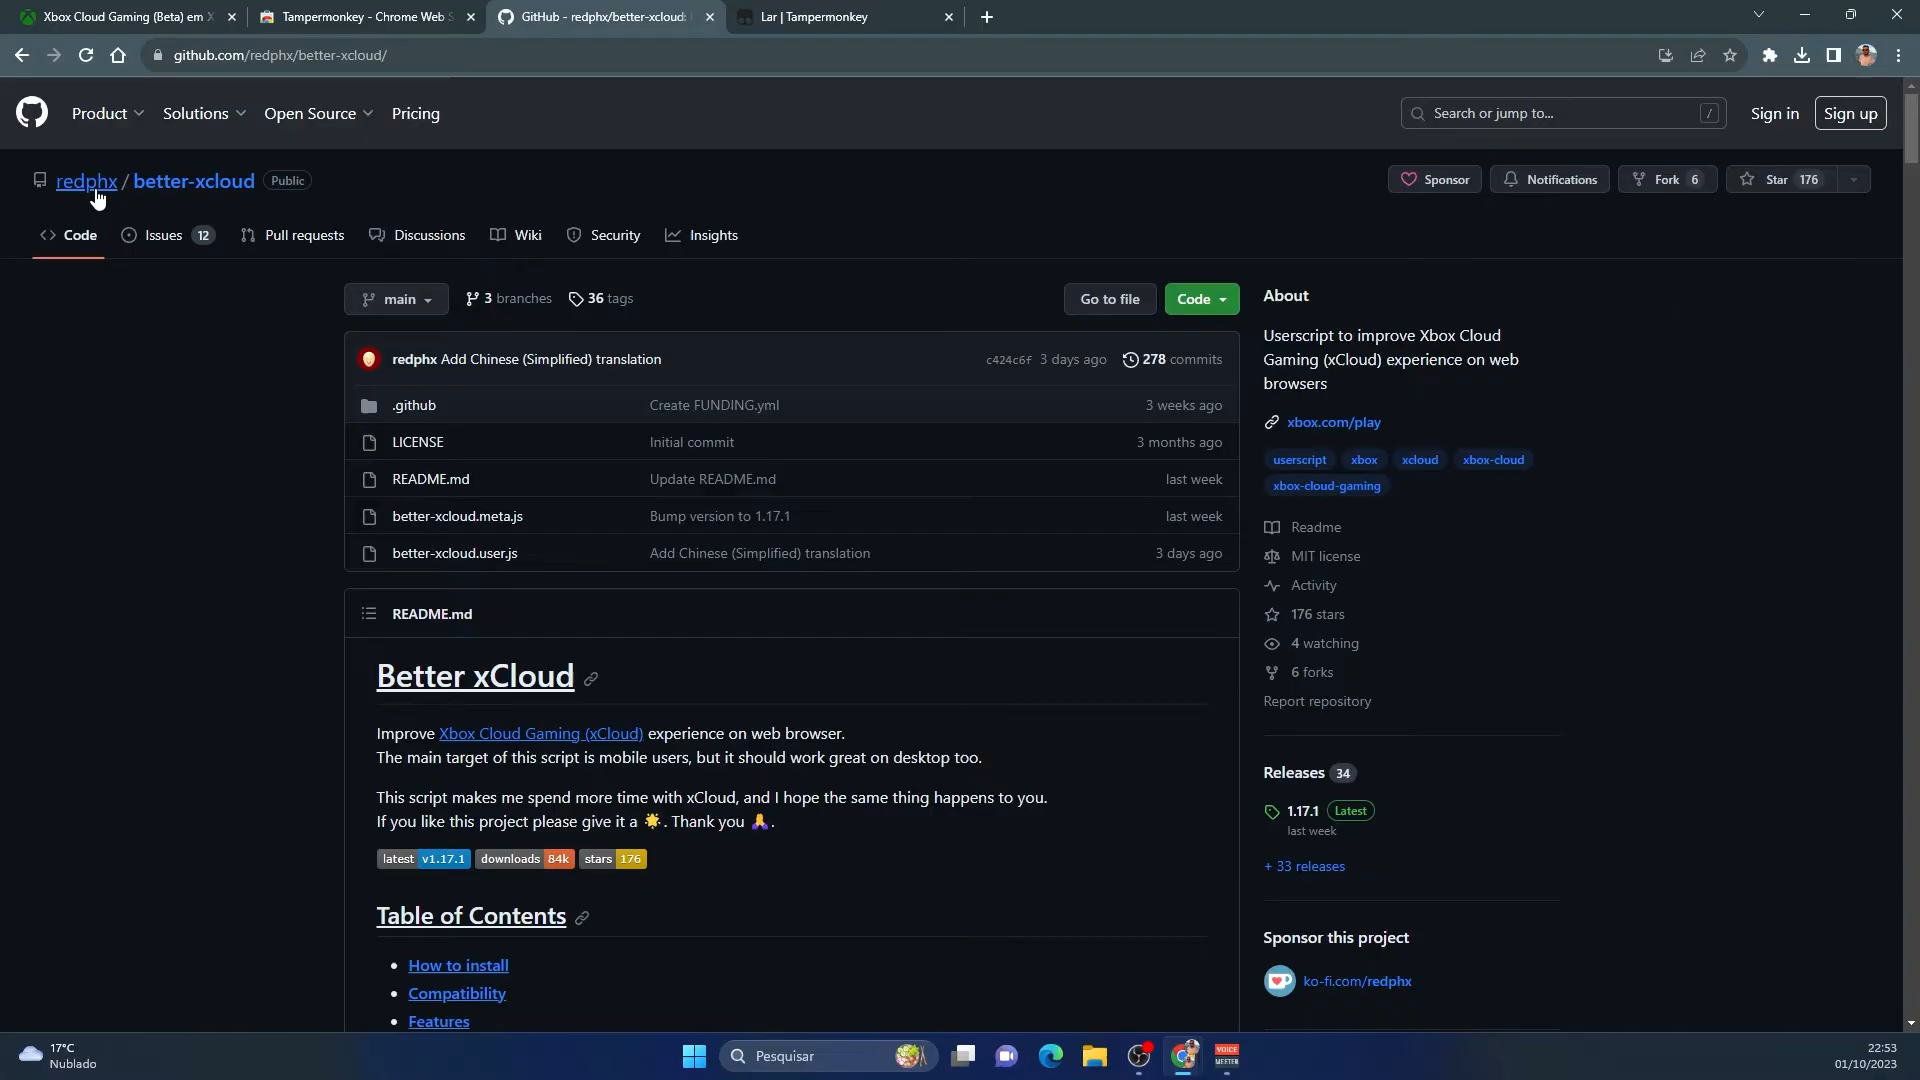 Xbox Cloud Gaming (Beta) em X
Tampermonkey - Chrome Web S
GitHub - redphx/better-xcloud:
Lar | Tampermonkey
github.com/redphx/better-xcloud/
Product
Solutions
Open Source
Pricing
Search or jump to...
/
Sign in
Sign up
redphx / better-xcloud
Public
Sponsor
Notifications
Fork 6
Star 176
Code
Issues 12
Pull requests
Discussions
Wiki
Security
Insights
main
3 branches
36 tags
Go to file
Code
redphx Add Chinese (Simplified) translation
c424c6f 3 days ago
278 commits
.github
Create FUNDING.yml
3 weeks ago
LICENSE
Initial commit
3 months ago
README.md
Update README.md
last week
better-xcloud.meta.js
Bump version to 1.17.1
last week
better-xcloud.user.js
Add Chinese (Simplified) translation
3 days ago
README.md
Better xCloud
Improve Xbox Cloud Gaming (xCloud) experience on web browser.
The main target of this script is mobile users, but it should work great on desktop too.
This script makes me spend more time with xCloud, and I hope the same thing happens to you.
If you like this project please give it a 🌟. Thank you 🙏.
latest v1.17.1
downloads 84k
stars 176
Table of Contents
• How to install
• Compatibility
• Features
About
Userscript to improve Xbox Cloud
Gaming (xCloud) experience on web
browsers
xbox.com/play
userscript
xbox
xcloud
xbox-cloud
xbox-cloud-gaming
Readme
MIT license
Activity
176 stars
4 watching
6 forks
Report repository
Releases 34
1.17.1 Latest
last week
+ 33 releases
Sponsor this project
ko-fi.com/redphx
17°C
Nublado
Pesquisar
VOICE
MEETER
22:53
01/10/2023